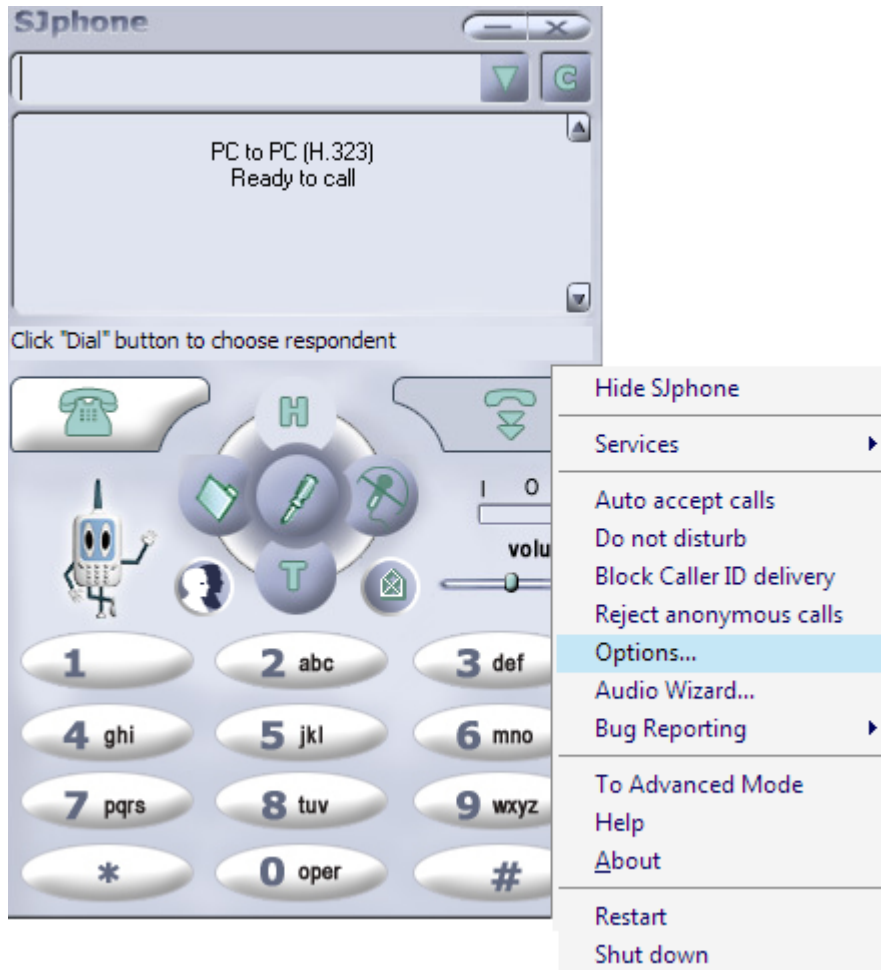 SJphone
C
PC to PC (H.323)
Ready to call
Click "Dial" button to choose respondent
H
T
I O
volu
1
2 abc
3 def
4 ghi
5 jkl
6 mno
7 pqrs
8 tuv
9 wxyz
*
0 oper
#
Hide SJphone
Services
Auto accept calls
Do not disturb
Block Caller ID delivery
Reject anonymous calls
Options...
Audio Wizard...
Bug Reporting
To Advanced Mode
Help
About
Restart
Shut down